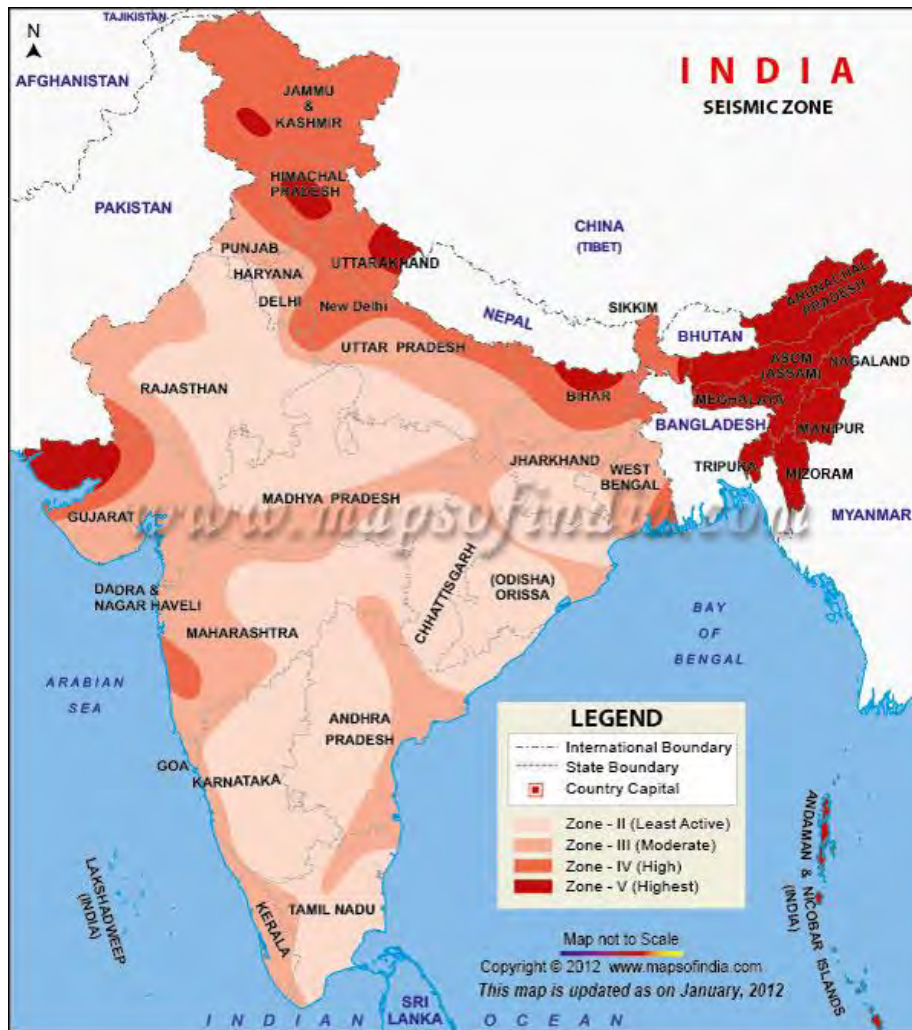 TAJIKISTAN
N
AFGHANISTAN
INDIA
SEISMIC ZONE
JAMMU
&
KASHMIR
HIMACHAL
PRADESH
PAKISTAN
CHINA
(TIBET)
PUNJAB
UTTARAKHAND
HARYANA
DELHI
New Delhi
NEPAL
SIKKIM
BHUTAN
ARUNACHAL
PRADESH
UTTAR PRADESH
ASOM
(ASSAM)
NAGALAND
RAJASTHAN
BIHAR
MEGHALAYA
BANGLADESH
MANIPUR
JHARKHAND
WEST
BENGAL
TRIPURA
MIZORAM
MADHYA PRADESH
GUJARAT
www.mapsofindia.com
MYANMAR
CHHATTISGARH
(ODISHA)
ORISSA
DADRA &
NAGAR HAVELI
MAHARASHTRA
BAY
OF
BENGAL
ARABIAN
SEA
ANDHRA
PRADESH
GOA
KARNATAKA
LEGEND
International Boundary
State Boundary
Country Capital
Zone - II (Least Active)
Zone - III (Moderate)
Zone - IV (High)
Zone - V (Highest)
ANDAMAN & NICOBAR ISLANDS
(INDIA)
LAKSHADWEEP
(INDIA)
KERALA
TAMIL NADU
Map not to Scale
Copyright © 2012 www.mapsofindia.com
This map is updated as on January, 2012
SRI
LANKA
INDIAN OCEAN